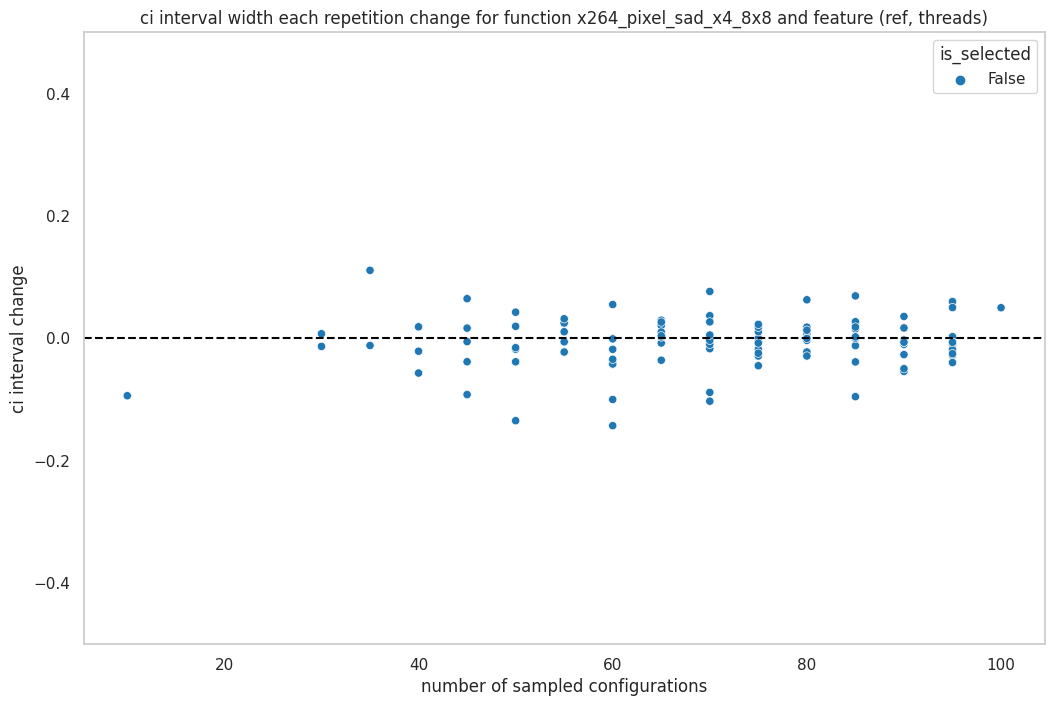 ci interval width each repetition change for function x264_pixel_sad_x4_8x8 and feature (ref, threads)
is_selected
False
ci interval change
0.4
0.2
0.0
−0.2
−0.4
20 40 60 80 100
number of sampled configurations